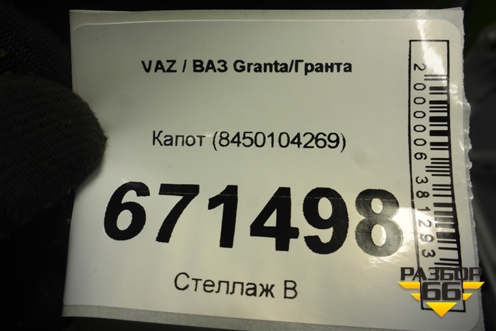 VAZ / ВАЗ Granta/Гранта
Капот (8450104269)
671498
Стеллаж В
2000006381293
РАЗБОР
66